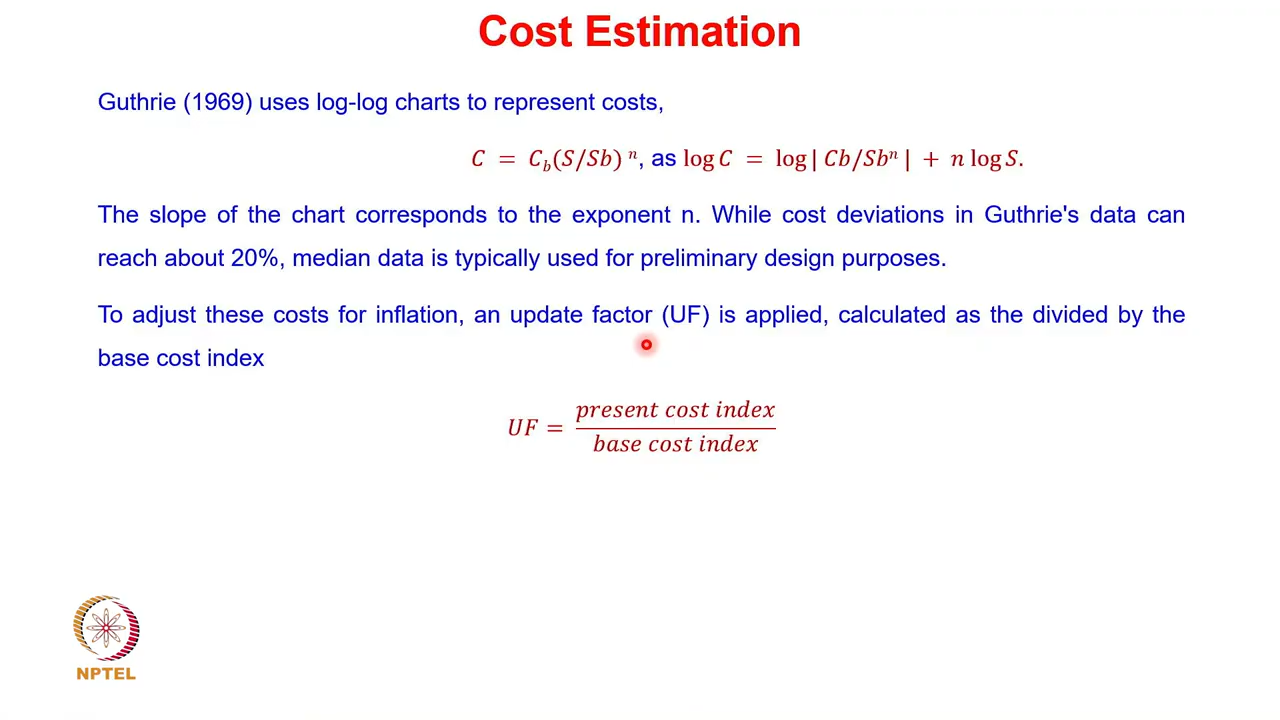 Cost Estimation
Guthrie (1969) uses log-log charts to represent costs,
C = C_b(S/Sb) ^n, as log C = log| Cb/Sb^n | + n log S.
The slope of the chart corresponds to the exponent n. While cost deviations in Guthrie's data can
reach about 20%, median data is typically used for preliminary design purposes.
To adjust these costs for inflation, an update factor (UF) is applied, calculated as the divided by the
base cost index
UF = present cost index
base cost index
NPTEL